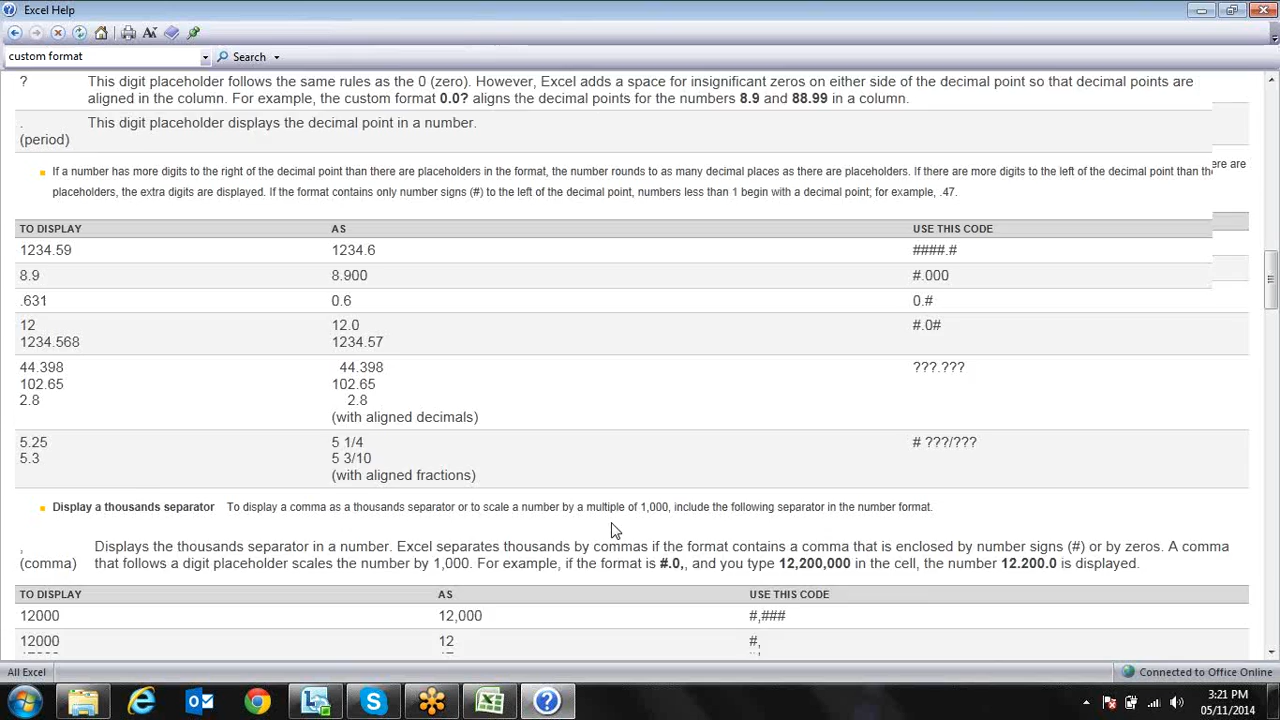 Excel Help
custom format
Search
? This digit placeholder follows the same rules as the 0 (zero). However, Excel adds a space for insignificant zeros on either side of the decimal point so that decimal points are
aligned in the column. For example, the custom format 0.0? aligns the decimal points for the numbers 8.9 and 88.99 in a column.
. This digit placeholder displays the decimal point in a number.
(period)
If a number has more digits to the right of the decimal point than there are placeholders in the format, the number rounds to as many decimal places as there are placeholders. If there are more digits to the left of the decimal point than
ere are
placeholders, the extra digits are displayed. If the format contains only number signs (#) to the left of the decimal point, numbers less than 1 begin with a decimal point; for example, .47.
TO DISPLAY AS USE THIS CODE
1234.59 1234.6 ####.#
8.9 8.900 #.000
.631 0.6 0.#
12 12.0 #.0#
1234.568 1234.57
44.398 44.398 ???.???
102.65 102.65
2.8 2.8
(with aligned decimals)
5.25 5 1/4 # ???/???
5.3 5 3/10
(with aligned fractions)
Display a thousands separator To display a comma as a thousands separator or to scale a number by a multiple of 1,000, include the following separator in the number format.
, Displays the thousands separator in a number. Excel separates thousands by commas if the format contains a comma that is enclosed by number signs (#) or by zeros. A comma
(comma) that follows a digit placeholder scales the number by 1,000. For example, if the format is #.0,, and you type 12,200,000 in the cell, the number 12.200.0 is displayed.
TO DISPLAY AS USE THIS CODE
12000 12,000 #,###
12000 12 #,
All Excel Connected to Office Online
3:21 PM
05/11/2014